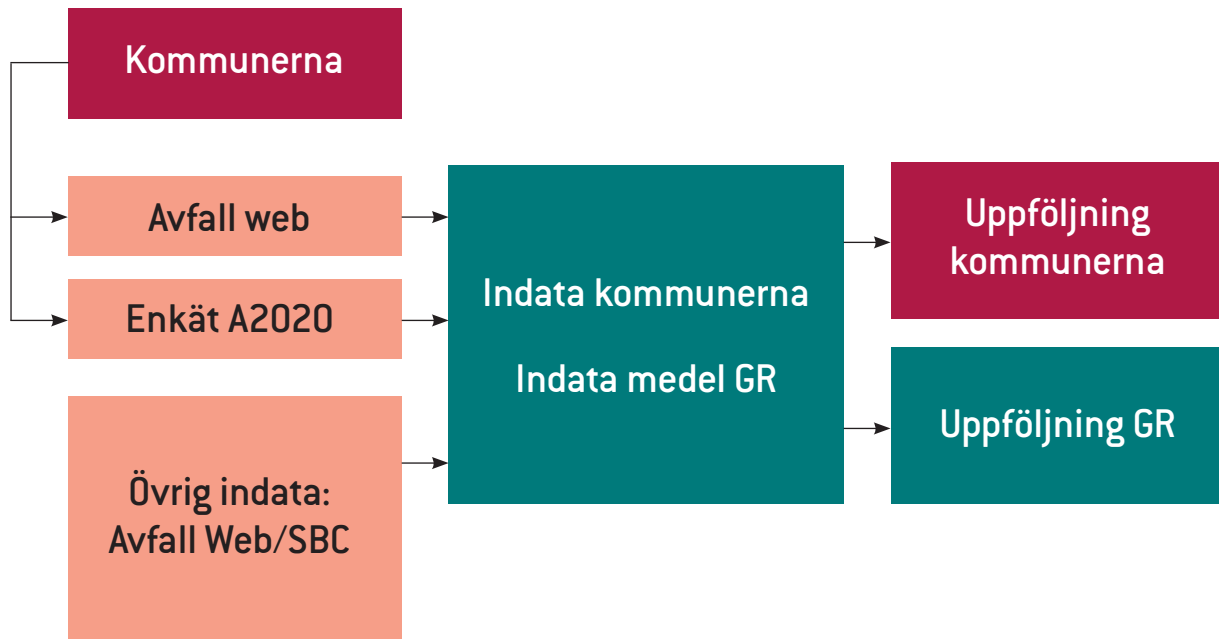 Kommunerna
Avfall web
Enkät A2020
Övrig indata:
Avfall Web/SBC
Indata kommunerna
Indata medel GR
Uppföljning
kommunerna
Uppföljning GR